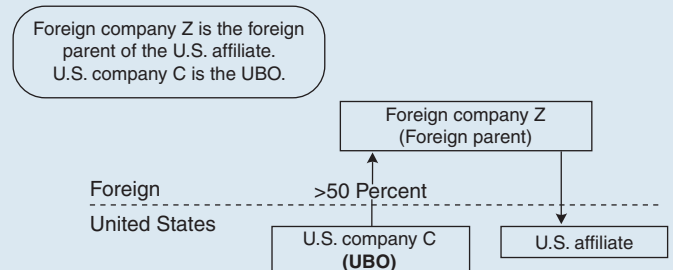 Foreign company Z is the foreign
parent of the U.S. affiliate.
U.S. company C is the UBO.
Foreign company Z
(Foreign parent)
Foreign
>50 Percent
United States
U.S. company C
(UBO)
U.S. affiliate